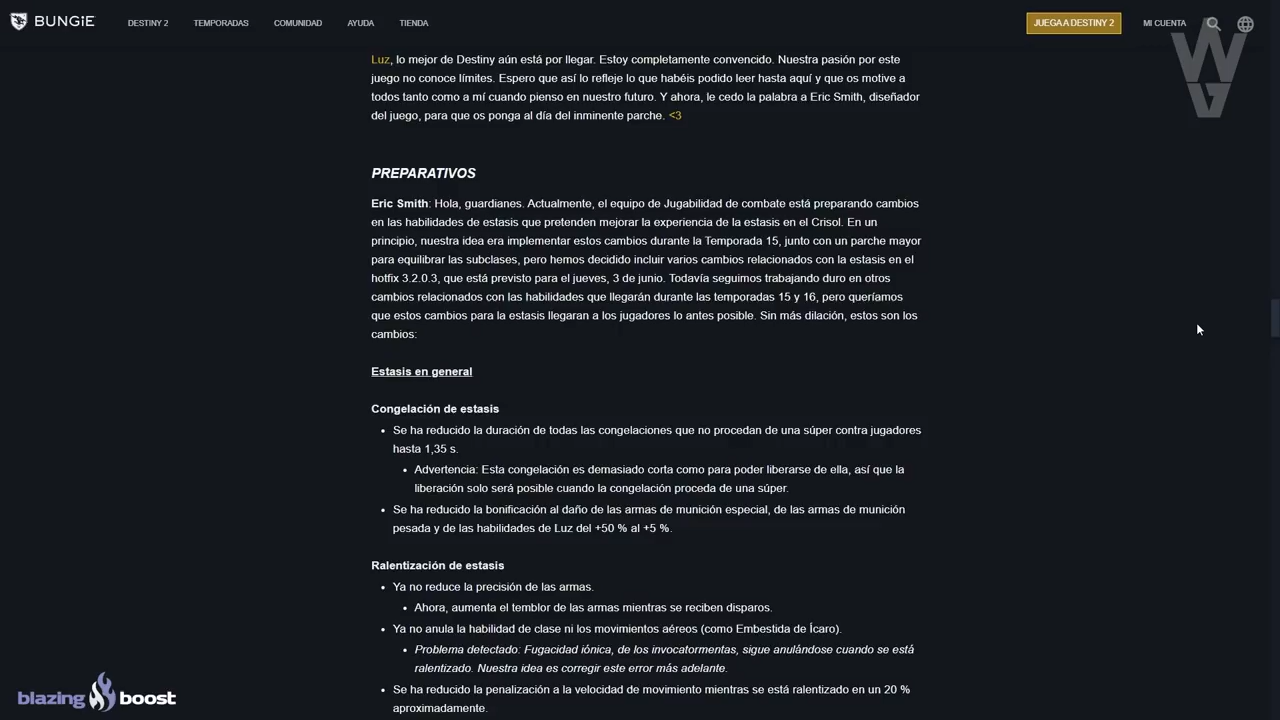 BUNGiE DESTINY 2 TEMPORADAS COMUNIDAD AYUDA TIENDA JUEGA A DESTINY 2 MI CUENTA
WG
Luz, lo mejor de Destiny aún está por llegar. Estoy completamente convencido. Nuestra pasión por este
juego no conoce límites. Espero que así lo refleje lo que habéis podido leer hasta aquí y que os motive a
todos tanto como a mí cuando pienso en nuestro futuro. Y ahora, le cedo la palabra a Eric Smith, diseñador
del juego, para que os ponga al día del inminente parche. <3
PREPARATIVOS
Eric Smith: Hola, guardianes. Actualmente, el equipo de Jugabilidad de combate está preparando cambios
en las habilidades de estasis que pretenden mejorar la experiencia de la estasis en el Crisol. En un
principio, nuestra idea era implementar estos cambios durante la Temporada 15, junto con un parche mayor
para equilibrar las subclases, pero hemos decidido incluir varios cambios relacionados con la estasis en el
hotfix 3.2.0.3, que está previsto para el jueves, 3 de junio. Todavía seguimos trabajando duro en otros
cambios relacionados con las habilidades que llegarán durante las temporadas 15 y 16, pero queríamos
que estos cambios para la estasis llegaran a los jugadores lo antes posible. Sin más dilación, estos son los
cambios:
Estasis en general
Congelación de estasis
• Se ha reducido la duración de todas las congelaciones que no procedan de una súper contra jugadores
hasta 1,35 s.
• Advertencia: Esta congelación es demasiado corta como para poder liberarse de ella, así que la
liberación solo será posible cuando la congelación proceda de una súper.
• Se ha reducido la bonificación al daño de las armas de munición especial, de las armas de munición
pesada y de las habilidades de Luz del +50 % al +5 %.
Ralentización de estasis
• Ya no reduce la precisión de las armas.
• Ahora, aumenta el temblor de las armas mientras se reciben disparos.
• Ya no anula la habilidad de clase ni los movimientos aéreos (como Embestida de Ícaro).
• Problema detectado: Fugacidad iónica, de los invocatormentas, sigue anulándose cuando se está
ralentizado. Nuestra idea es corregir este error más adelante.
• Se ha reducido la penalización a la velocidad de movimiento mientras se está ralentizado en un 20 %
aproximadamente.
blazing boost